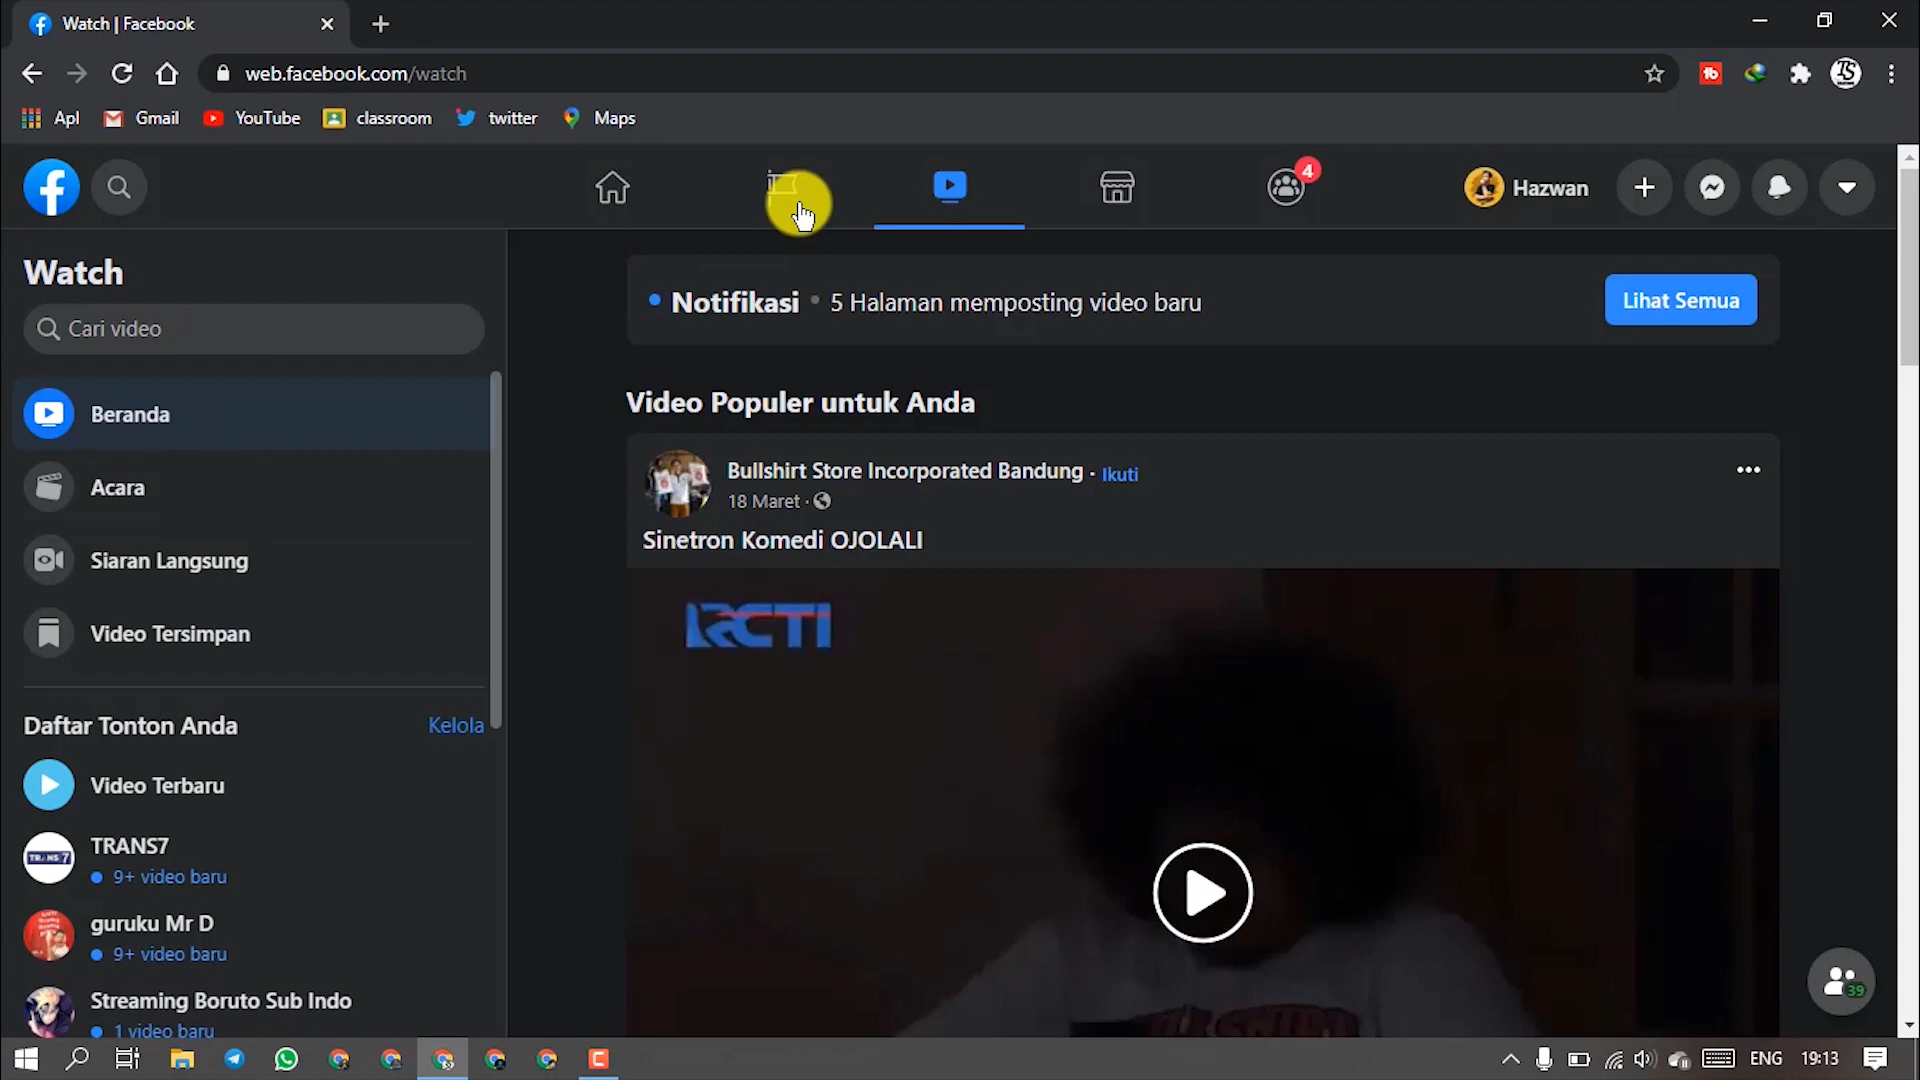 Watch | Facebook
web.facebook.com/watch
Apl
Gmail
YouTube
classroom
twitter
Maps
4
Hazwan
Watch
Cari video
Beranda
Acara
Siaran Langsung
Video Tersimpan
Daftar Tonton Anda
Kelola
Video Terbaru
TRANS7
9+ video baru
guruku Mr D
9+ video baru
Streaming Boruto Sub Indo
1 video baru
Notifikasi • 5 Halaman memposting video baru
Lihat Semua
Video Populer untuk Anda
Bullshirt Store Incorporated Bandung · Ikuti
18 Maret ·
Sinetron Komedi OJOLALI
RCTI
39
ENG
19:13